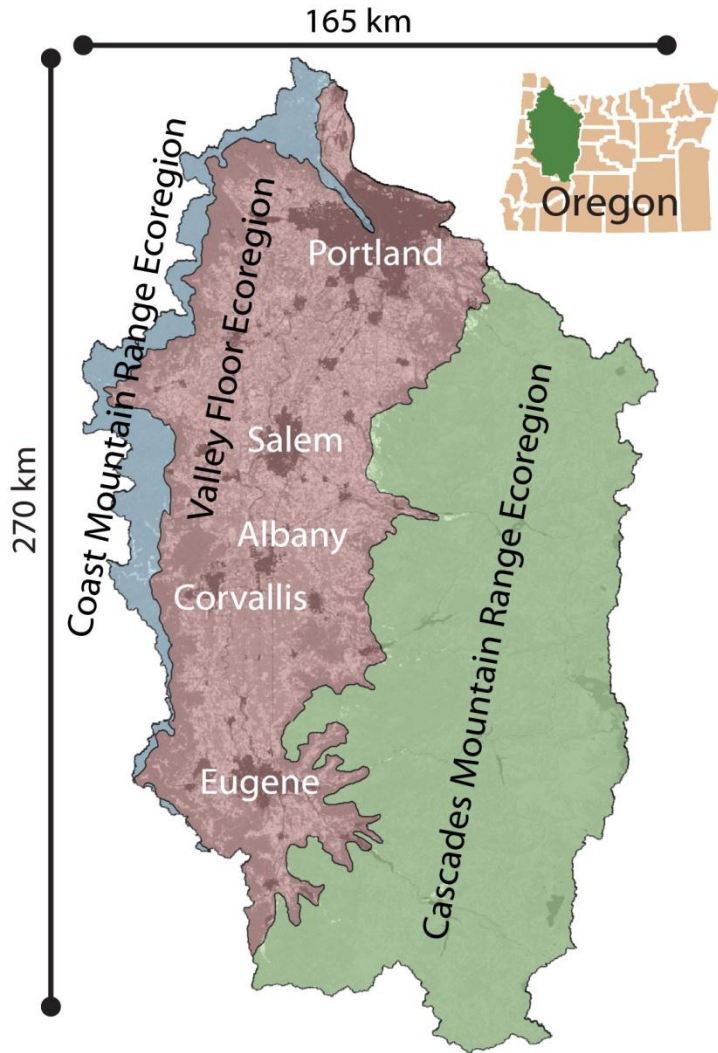 165 km
270 km
Oregon
Coast Mountain Range Ecoregion
Valley Floor Ecoregion
Cascades Mountain Range Ecoregion
Portland
Salem
Albany
Corvallis
Eugene